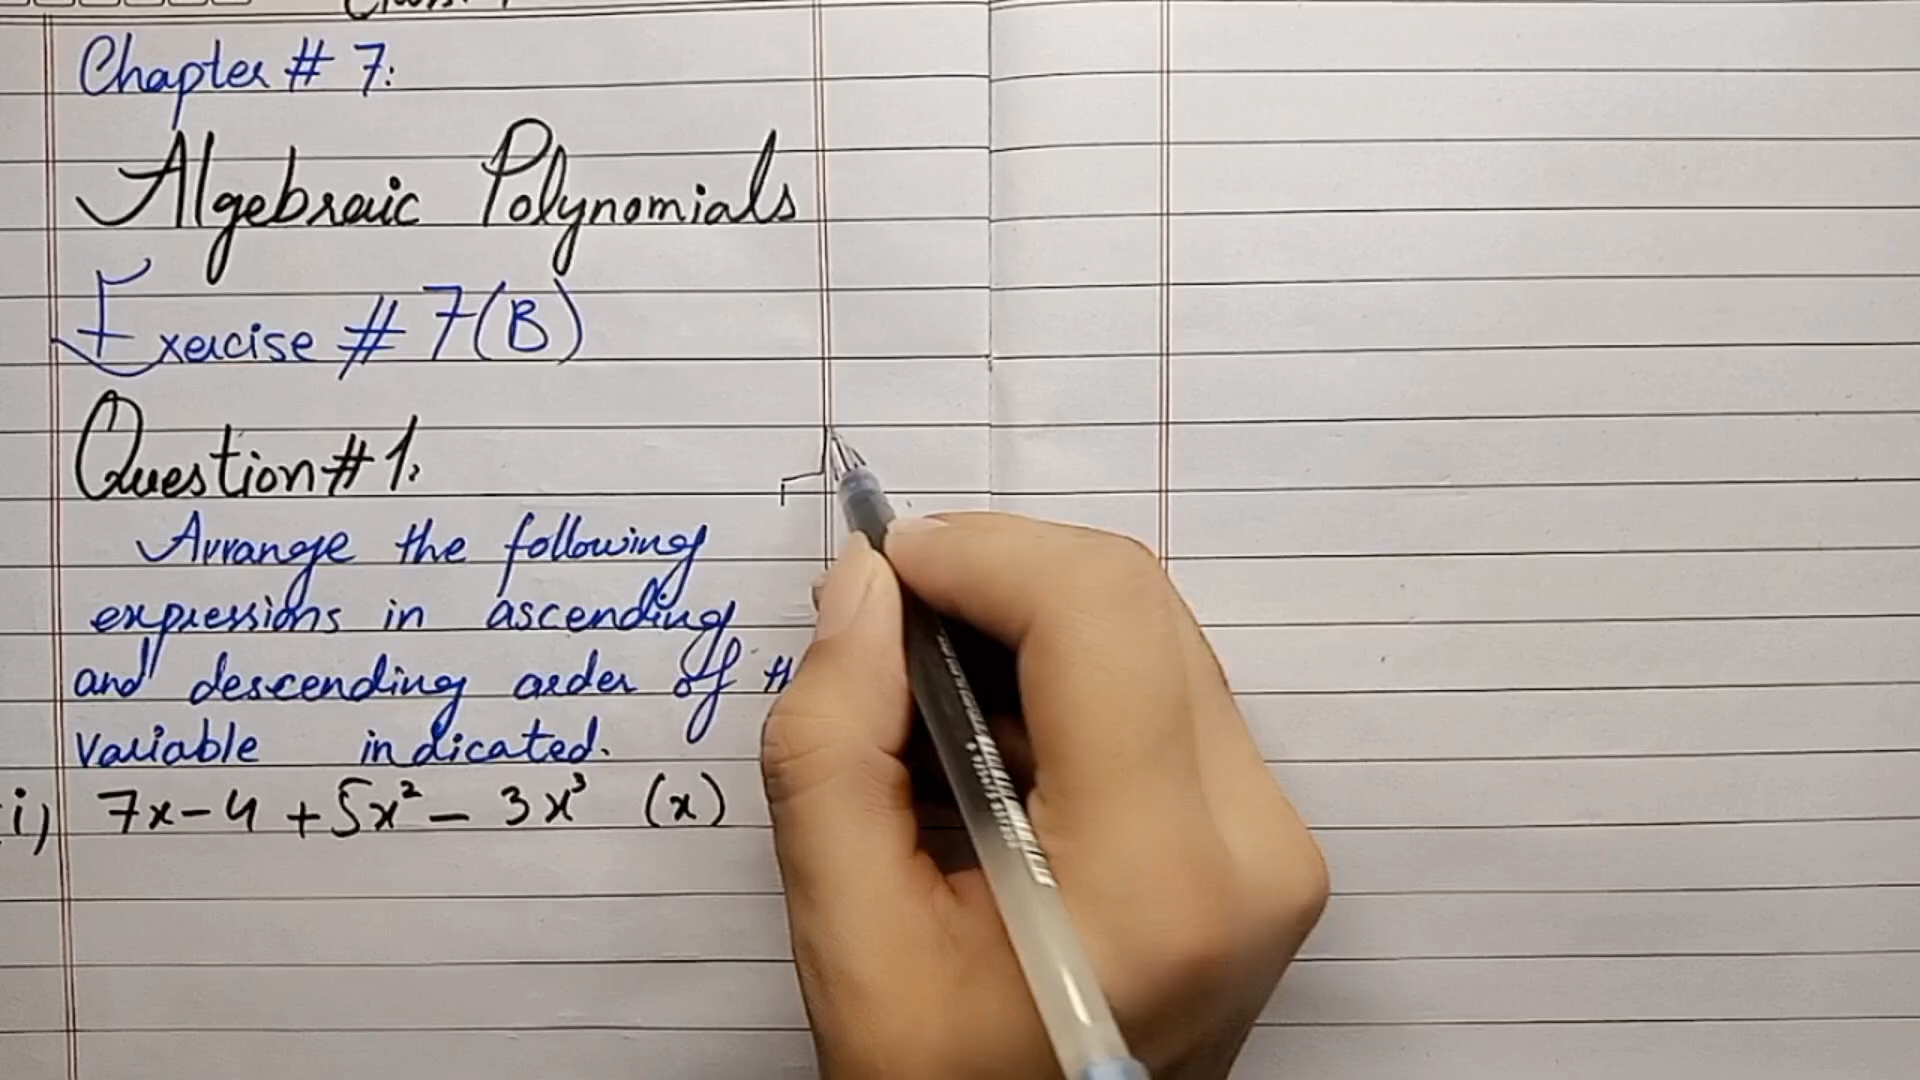 Chapter # 7:
Algebraic Polynomials
Exercise # 7(B)
Question # 1:
Arrange the following
expressions in ascending
and descending order of
variable indicated.
i) 7x - 4 + 5x² - 3x³ (x)